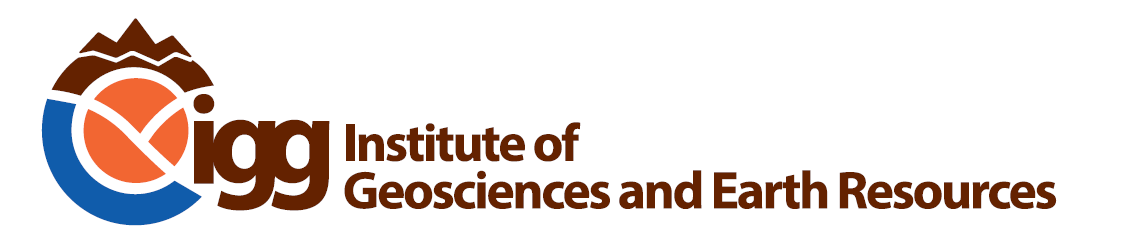 igg
Institute of
Geosciences and Earth Resources